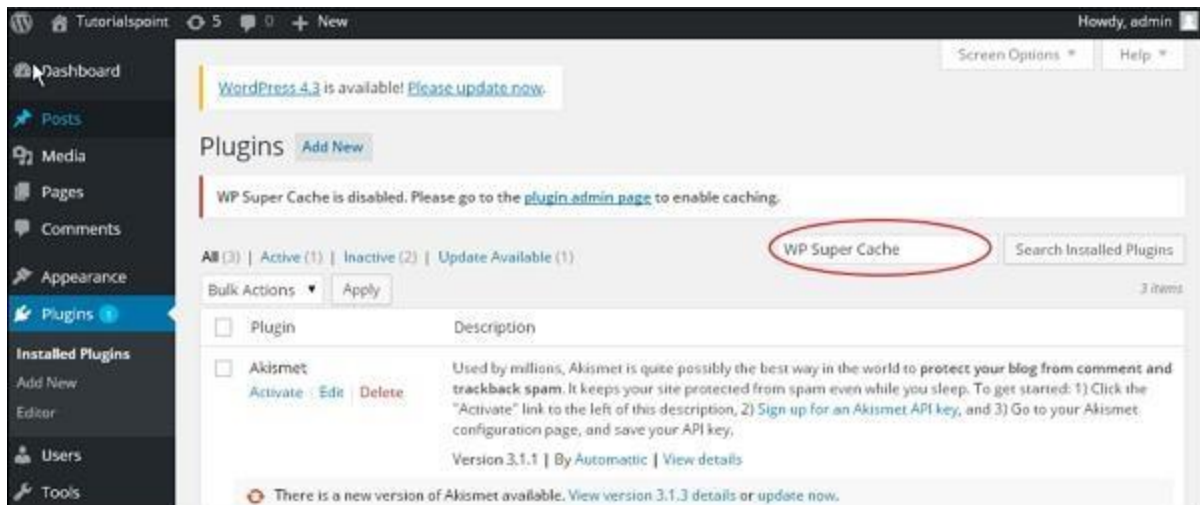 Tutorialspoint 5 0 + New Howdy, admin
Screen Options Help
Dashboard
WordPress 4.3 is available! Please update now.
Posts
Media
Pages
Comments
Appearance
Plugins 1
Installed Plugins
Add New
Editor
Users
Tools
Plugins Add New
WP Super Cache is disabled. Please go to the plugin admin page to enable caching.
All (3) | Active (1) | Inactive (2) | Update Available (1)
WP Super Cache Search Installed Plugins
Bulk Actions Apply 3 items
Plugin Description
Akismet
Activate | Edit | Delete
Used by millions, Akismet is quite possibly the best way in the world to protect your blog from comment and
trackback spam. It keeps your site protected from spam even while you sleep. To get started: 1) Click the
"Activate" link to the left of this description, 2) Sign up for an Akismet API key, and 3) Go to your Akismet
configuration page, and save your API key.
Version 3.1.1 | By Automattic | View details
There is a new version of Akismet available. View version 3.1.3 details or update now.